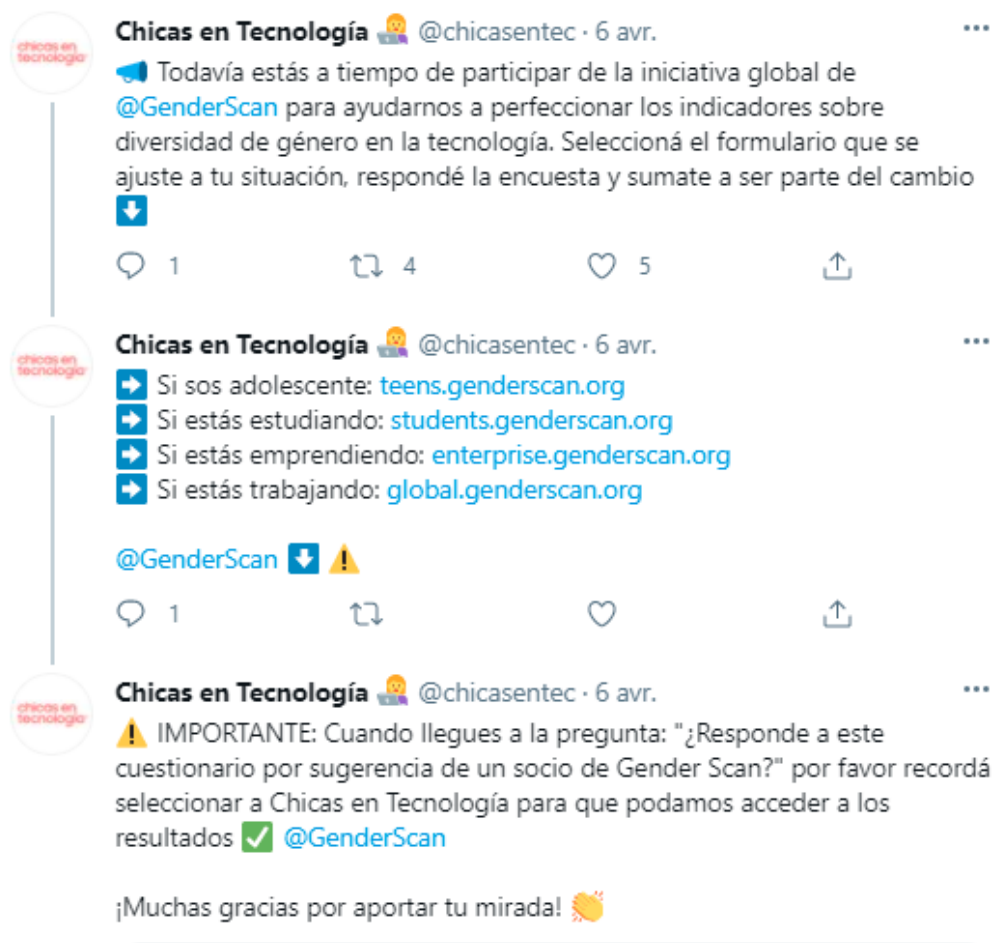 chicas en
tecnología
Chicas en Tecnología 👩‍💻 @chicasentec · 6 avr.
📣 Todavía estás a tiempo de participar de la iniciativa global de
@GenderScan para ayudarnos a perfeccionar los indicadores sobre
diversidad de género en la tecnología. Seleccioná el formulario que se
ajuste a tu situación, respondé la encuesta y sumate a ser parte del cambio
⬇️
1 4 5
chicas en
tecnología
Chicas en Tecnología 👩‍💻 @chicasentec · 6 avr.
➡️ Si sos adolescente: teens.genderscan.org
➡️ Si estás estudiando: students.genderscan.org
➡️ Si estás emprendiendo: enterprise.genderscan.org
➡️ Si estás trabajando: global.genderscan.org
@GenderScan ⬇️ ⚠️
1
chicas en
tecnología
Chicas en Tecnología 👩‍💻 @chicasentec · 6 avr.
⚠️ IMPORTANTE: Cuando llegues a la pregunta: "¿Responde a este
cuestionario por sugerencia de un socio de Gender Scan?" por favor recordá
seleccionar a Chicas en Tecnología para que podamos acceder a los
resultados ✅ @GenderScan
¡Muchas gracias por aportar tu mirada! 👏